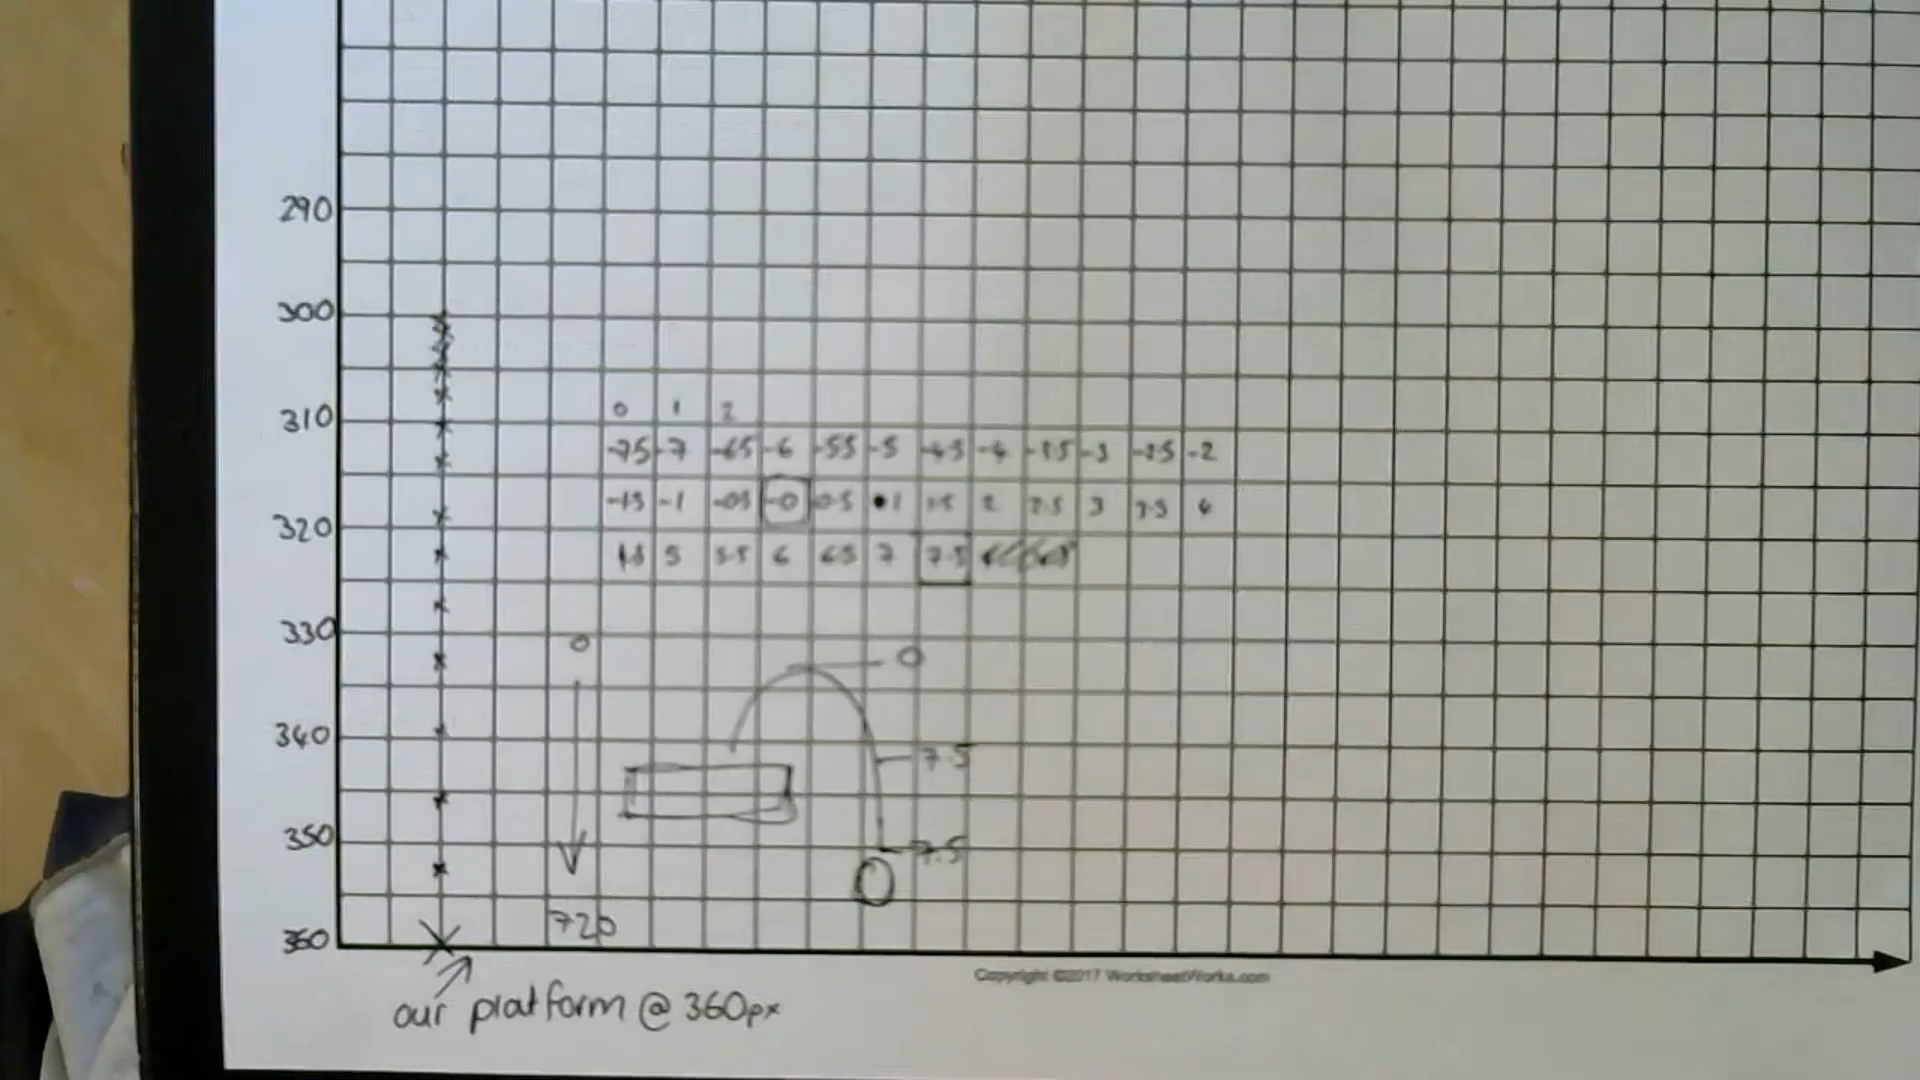 290
300
310
0 1 2
-7.5 -7 -6.5 -6 -5.5 -5 -4.5 -4 -3.5 -3 -2.5 -2
-1.5 -1 -0.5 -0 0.5 1 1.5 2 2.5 3 3.5 4
320
4.5 5 5.5 6 6.5 7 7.5
330
0
0
340
7.5
350
7.5
720
360
Copyright ©2017 WorksheetWorks.com
our platform @ 360px